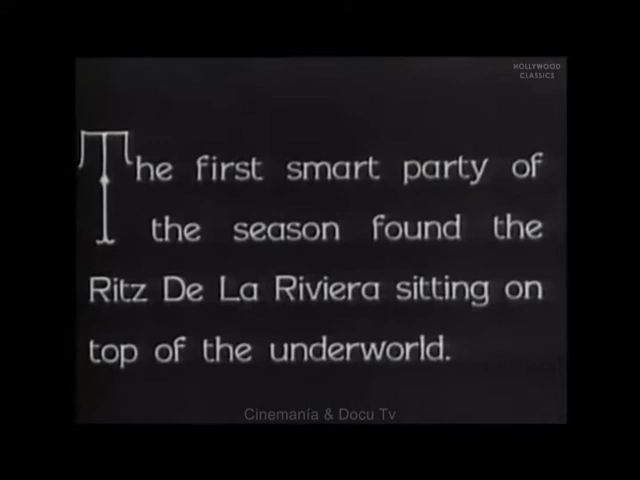 HOLLYWOOD
CLASSICS
The first smart party of
the season found the
Ritz De La Riviera sitting on
top of the underworld.
Cinemanía & Docu Tv